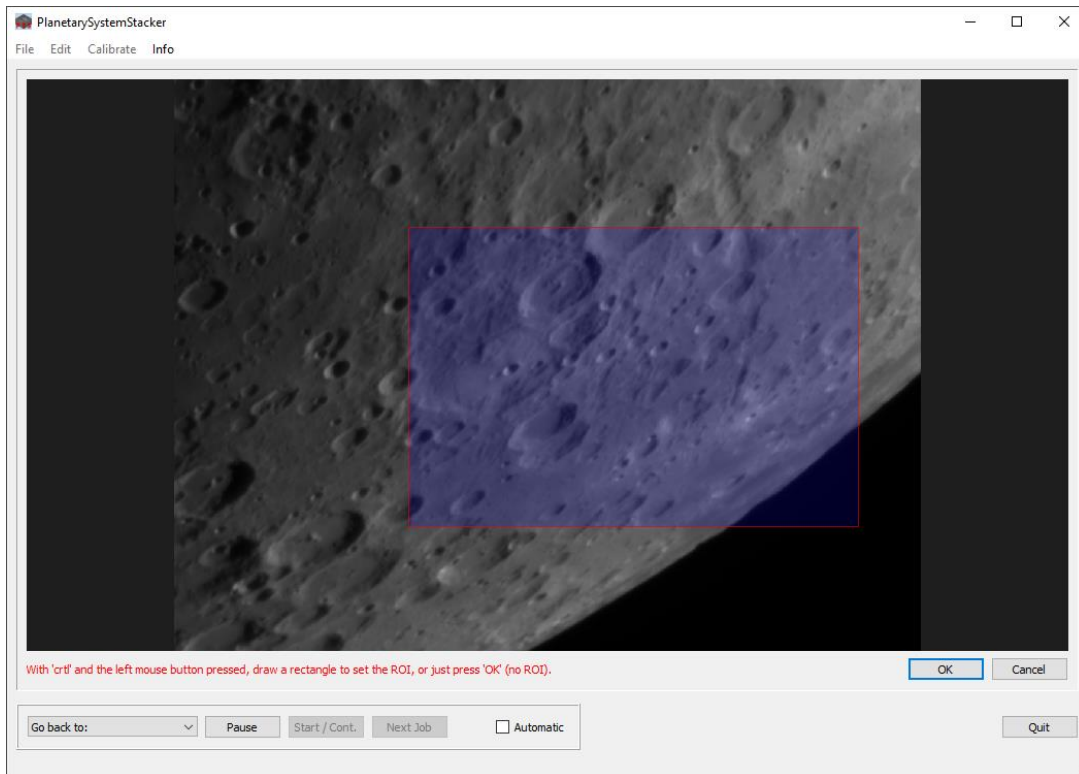 PlanetarySystemStacker
File Edit Calibrate Info
With 'crtl' and the left mouse button pressed, draw a rectangle to set the ROI, or just press 'OK' (no ROI).
OK Cancel
Go back to: Pause Start / Cont. Next Job Automatic Quit